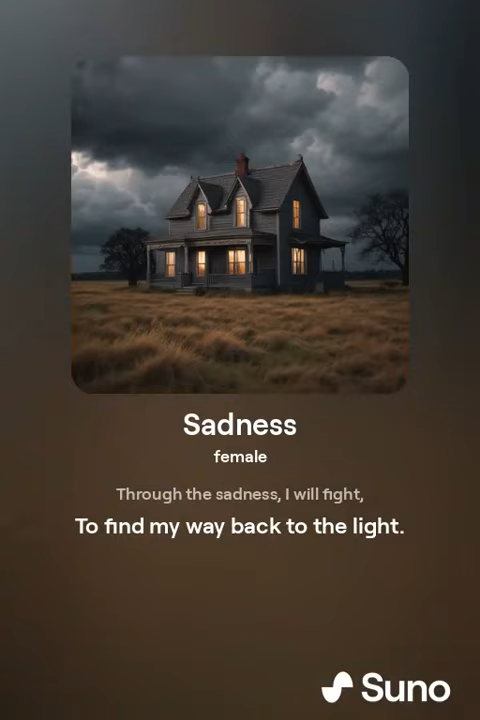 Sadness
female
Through the sadness, I will fight,
To find my way back to the light.
Suno